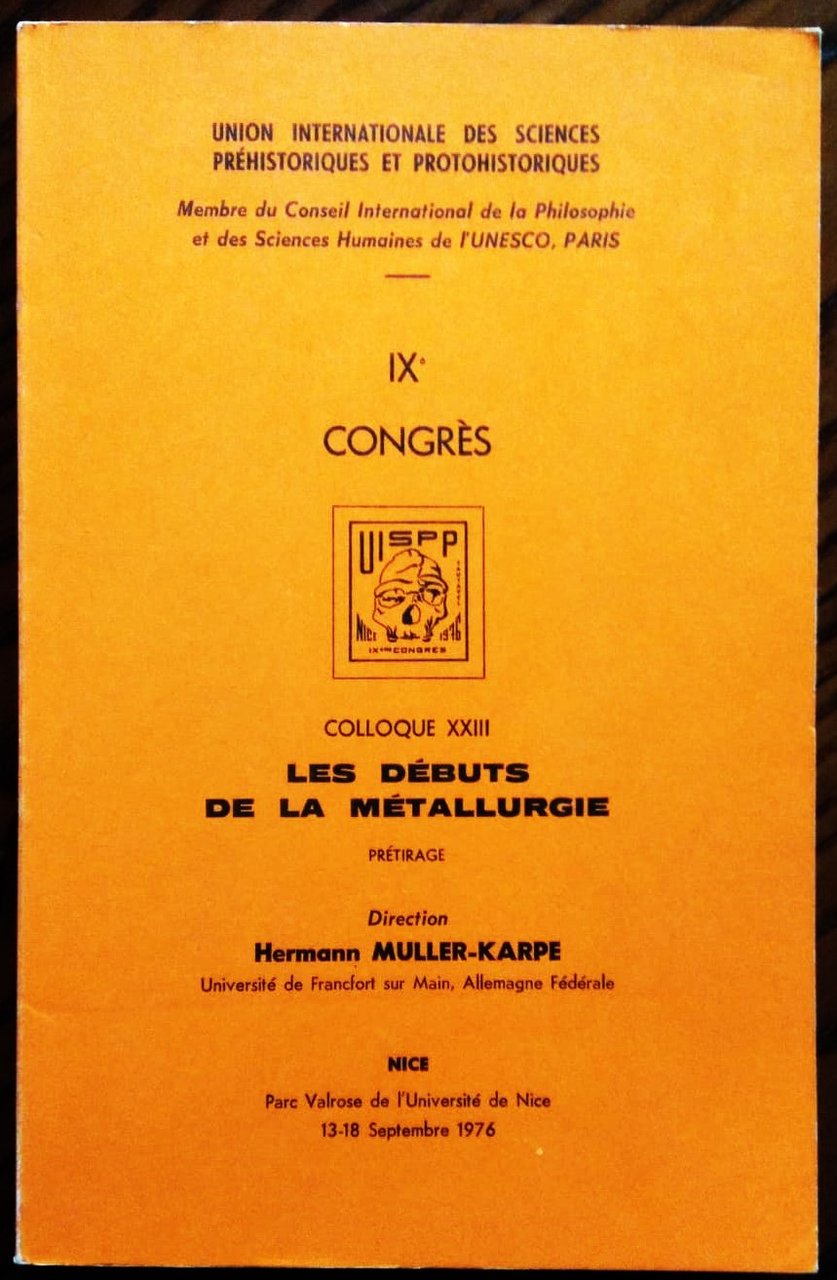 UNION INTERNATIONALE DES SCIENCES
PRÉHISTORIQUES ET PROTOHISTORIQUES
Membre du Conseil International de la Philosophie
et des Sciences Humaines de l'UNESCO, PARIS
IXe
CONGRÈS
UISPP
NICE 1976
IXème CONGRES
COLLOQUE XXIII
LES DÉBUTS
DE LA MÉTALLURGIE
PRÉTIRAGE
Direction
Hermann MULLER-KARPE
Université de Francfort sur Main, Allemagne Fédérale
NICE
Parc Valrose de l'Université de Nice
13-18 Septembre 1976